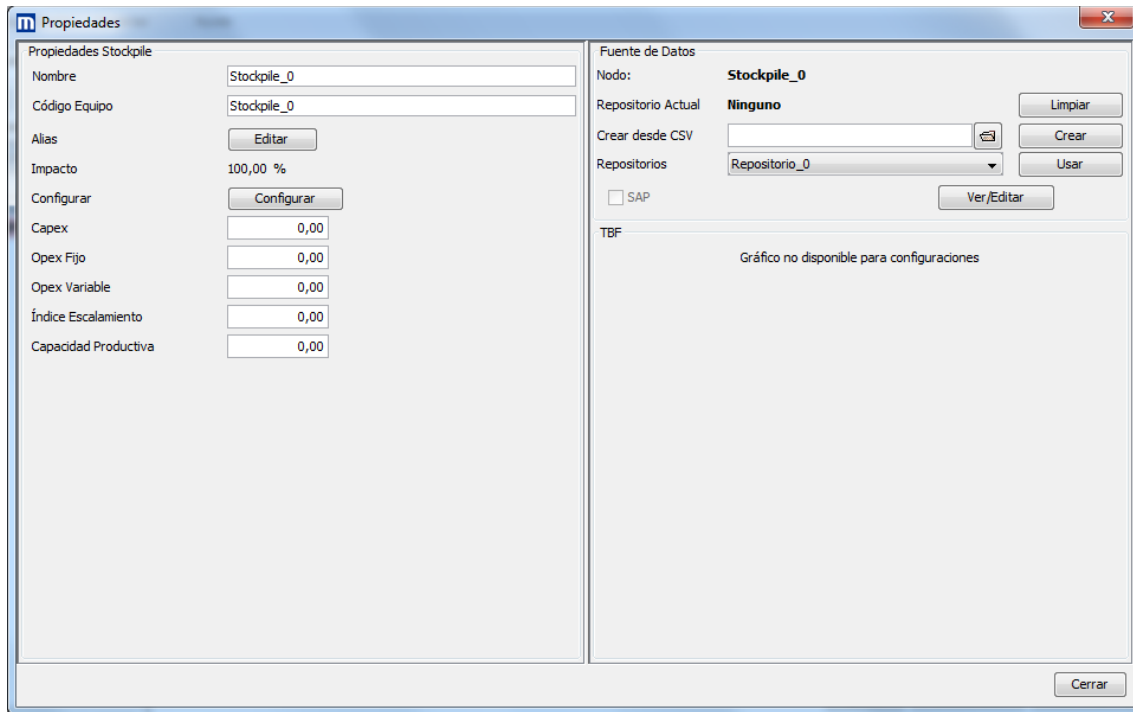 m Propiedades
x
Propiedades Stockpile
Nombre Stockpile_0
Código Equipo Stockpile_0
Alias Editar
Impacto 100,00 %
Configurar Configurar
Capex 0,00
Opex Fijo 0,00
Opex Variable 0,00
Índice Escalamiento 0,00
Capacidad Productiva 0,00
Fuente de Datos
Nodo: Stockpile_0
Repositorio Actual Ninguno Limpiar
Crear desde CSV Crear
Repositorios Repositorio_0 Usar
SAP Ver/Editar
TBF
Gráfico no disponible para configuraciones
Cerrar